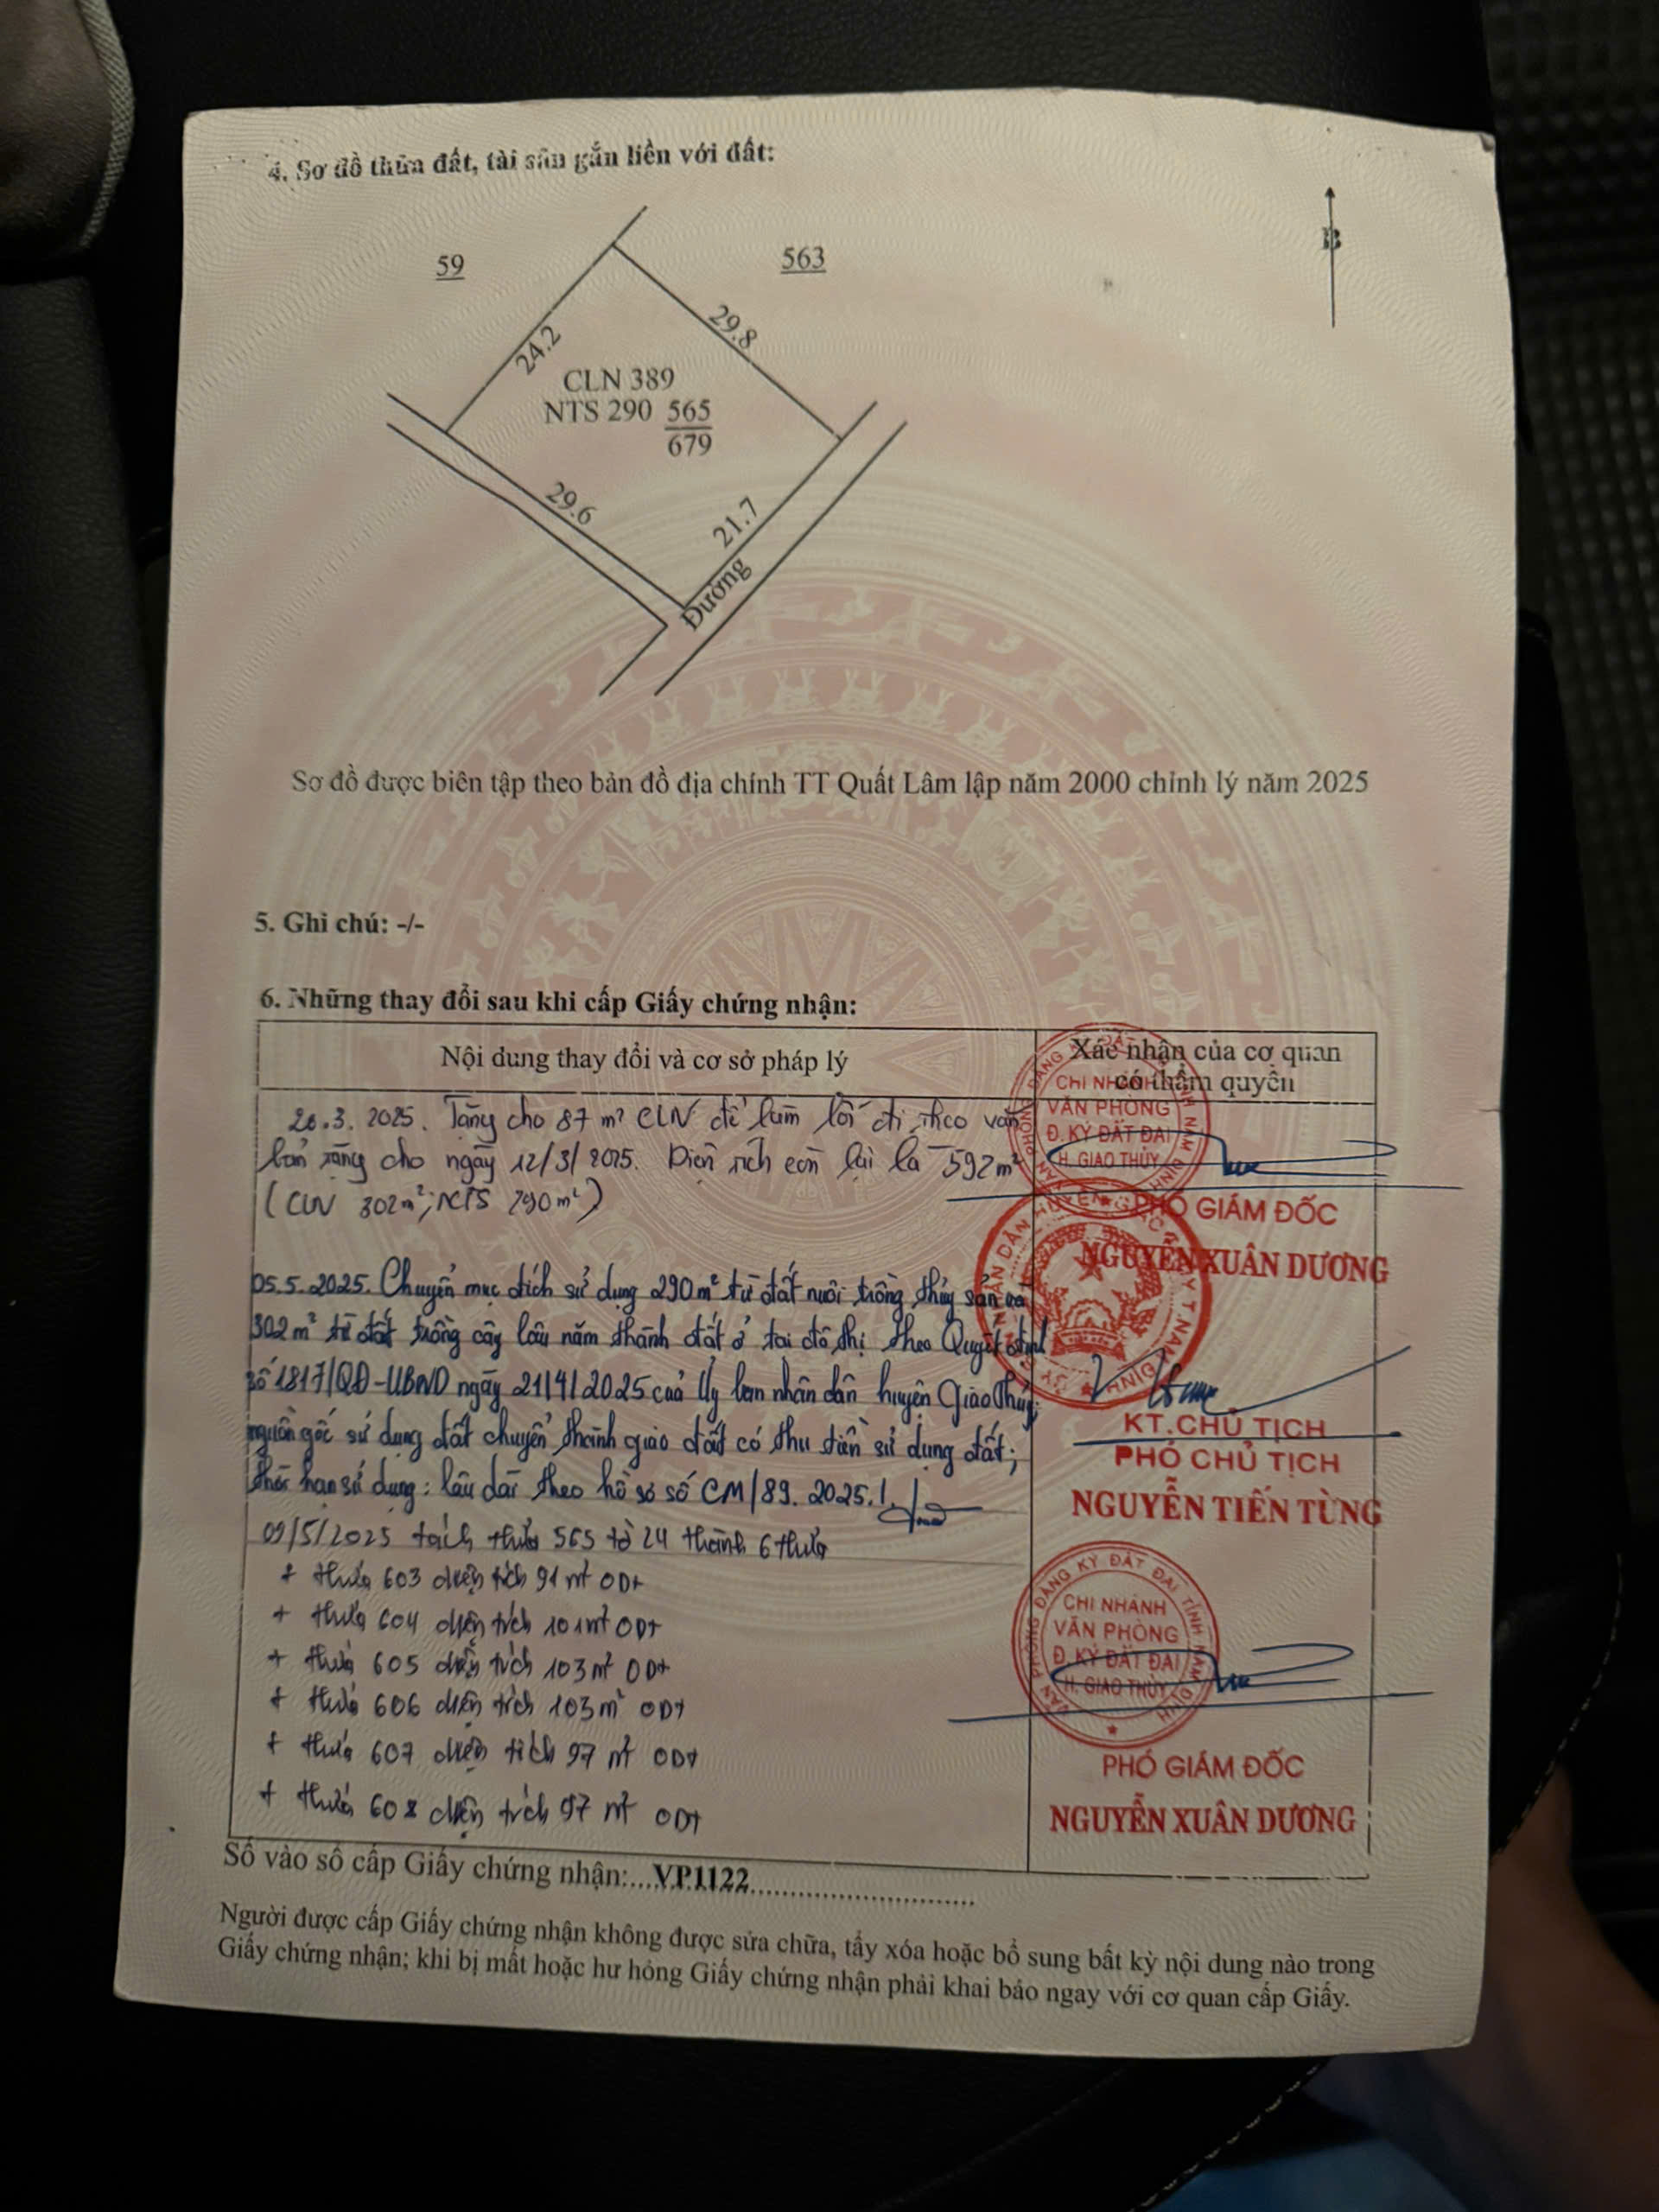 4. Sơ đồ thửa đất, tài sản gắn liền với đất:
B
59
563
24.2
29.8
CLN 389
NTS 290 565
679
29.6
21.7
Đường
Sơ đồ được biên tập theo bản đồ địa chính TT Quất Lâm lập năm 2000 chỉnh lý năm 2025
5. Ghi chú: -/-
6. Những thay đổi sau khi cấp Giấy chứng nhận:
Nội dung thay đổi và cơ sở pháp lý
Xác nhận của cơ quan
có thẩm quyền
20.3.2025. Tặng cho 87 m² CLN để làm lối đi theo văn
bản tặng cho ngày 12/3/2025. Diện tích còn lại là 592m²
(CLN 302m²; NTS 290m²)
CHI NHÁNH
VĂN PHÒNG
Đ. KÝ ĐẤT ĐAI
H. GIAO THỦY
PHÓ GIÁM ĐỐC
NGUYỄN XUÂN DƯƠNG
05.5.2025. Chuyển mục đích sử dụng 290m² từ đất nuôi trồng thủy sản và
302m² từ đất trồng cây lâu năm thành đất ở tại đô thị theo Quyết định
số 1817/QĐ-UBND ngày 21/4/2025 của Ủy ban nhân dân huyện Giao Thủy;
nguồn gốc sử dụng đất chuyển thành giao đất có thu tiền sử dụng đất;
thời hạn sử dụng: lâu dài theo hồ sơ số CM/89.2025.
KT.CHỦ TỊCH
PHÓ CHỦ TỊCH
NGUYỄN TIẾN TÙNG
09/5/2025 tách thửa 565 tờ 24 thành 6 thửa
+ thửa 603 diện tích 91 m² ODT
+ thửa 604 diện tích 101m² ODT
+ thửa 605 diện tích 103m² ODT
+ thửa 606 diện tích 103m² ODT
+ thửa 607 diện tích 97 m² ODT
+ thửa 608 diện tích 97 m² ODT
VĂN PHÒNG ĐĂNG KÝ ĐẤT ĐAI TỈNH NAM ĐỊNH
CHI NHÁNH
VĂN PHÒNG
Đ. KÝ ĐẤT ĐAI
H. GIAO THỦY
PHÓ GIÁM ĐỐC
NGUYỄN XUÂN DƯƠNG
Số vào sổ cấp Giấy chứng nhận:....VP1122
Người được cấp Giấy chứng nhận không được sửa chữa, tẩy xóa hoặc bổ sung bất kỳ nội dung nào trong
Giấy chứng nhận; khi bị mất hoặc hư hỏng Giấy chứng nhận phải khai báo ngay với cơ quan cấp Giấy.